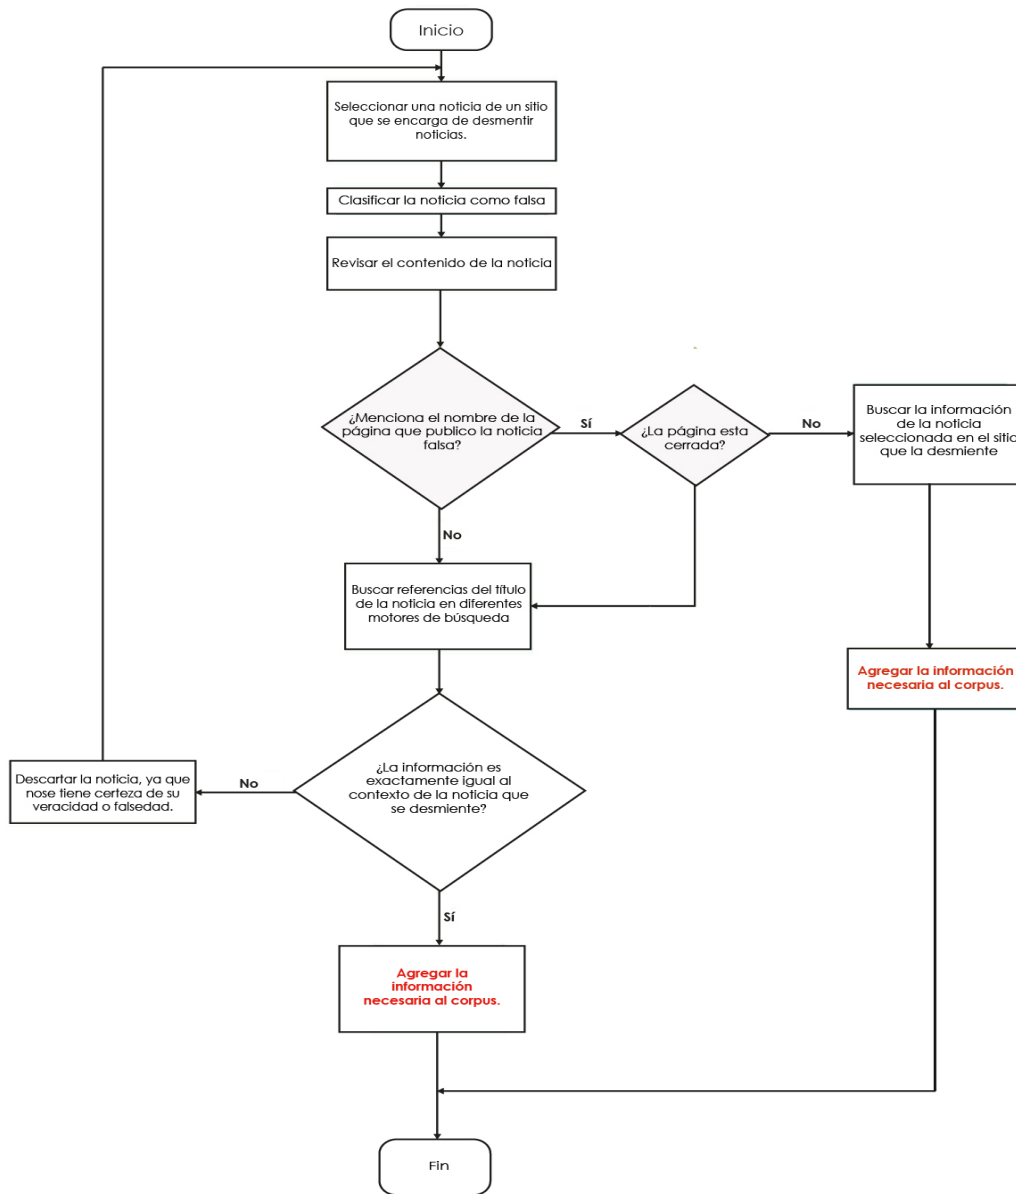 Inicio
Seleccionar una noticia de un sitio
que se encarga de desmentir
noticias.
Clasificar la noticia como falsa
Revisar el contenido de la noticia
¿Menciona el nombre de la
página que publico la noticia
falsa?
Sí
¿La página esta
cerrada?
No
Buscar la información
de la noticia
seleccionada en el sitio
que la desmiente
No
Buscar referencias del título
de la noticia en diferentes
motores de búsqueda
Agregar la información
necesaria al corpus.
¿La información es
exactamente igual al
contexto de la noticia que
se desmiente?
No
Descartar la noticia, ya que
nose tiene certeza de su
veracidad o falsedad.
Sí
Agregar la
información
necesaria al corpus.
Fin